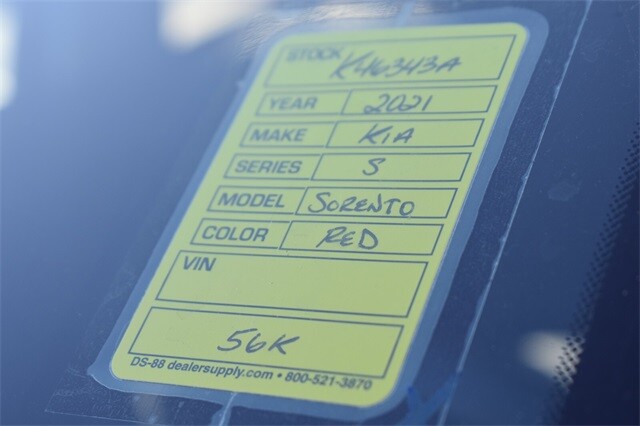 STOCK K46343A
YEAR 2021
MAKE KIA
SERIES S
MODEL SORENTO
COLOR RED
VIN
56K
DS-88 dealersupply.com • 800-521-3870